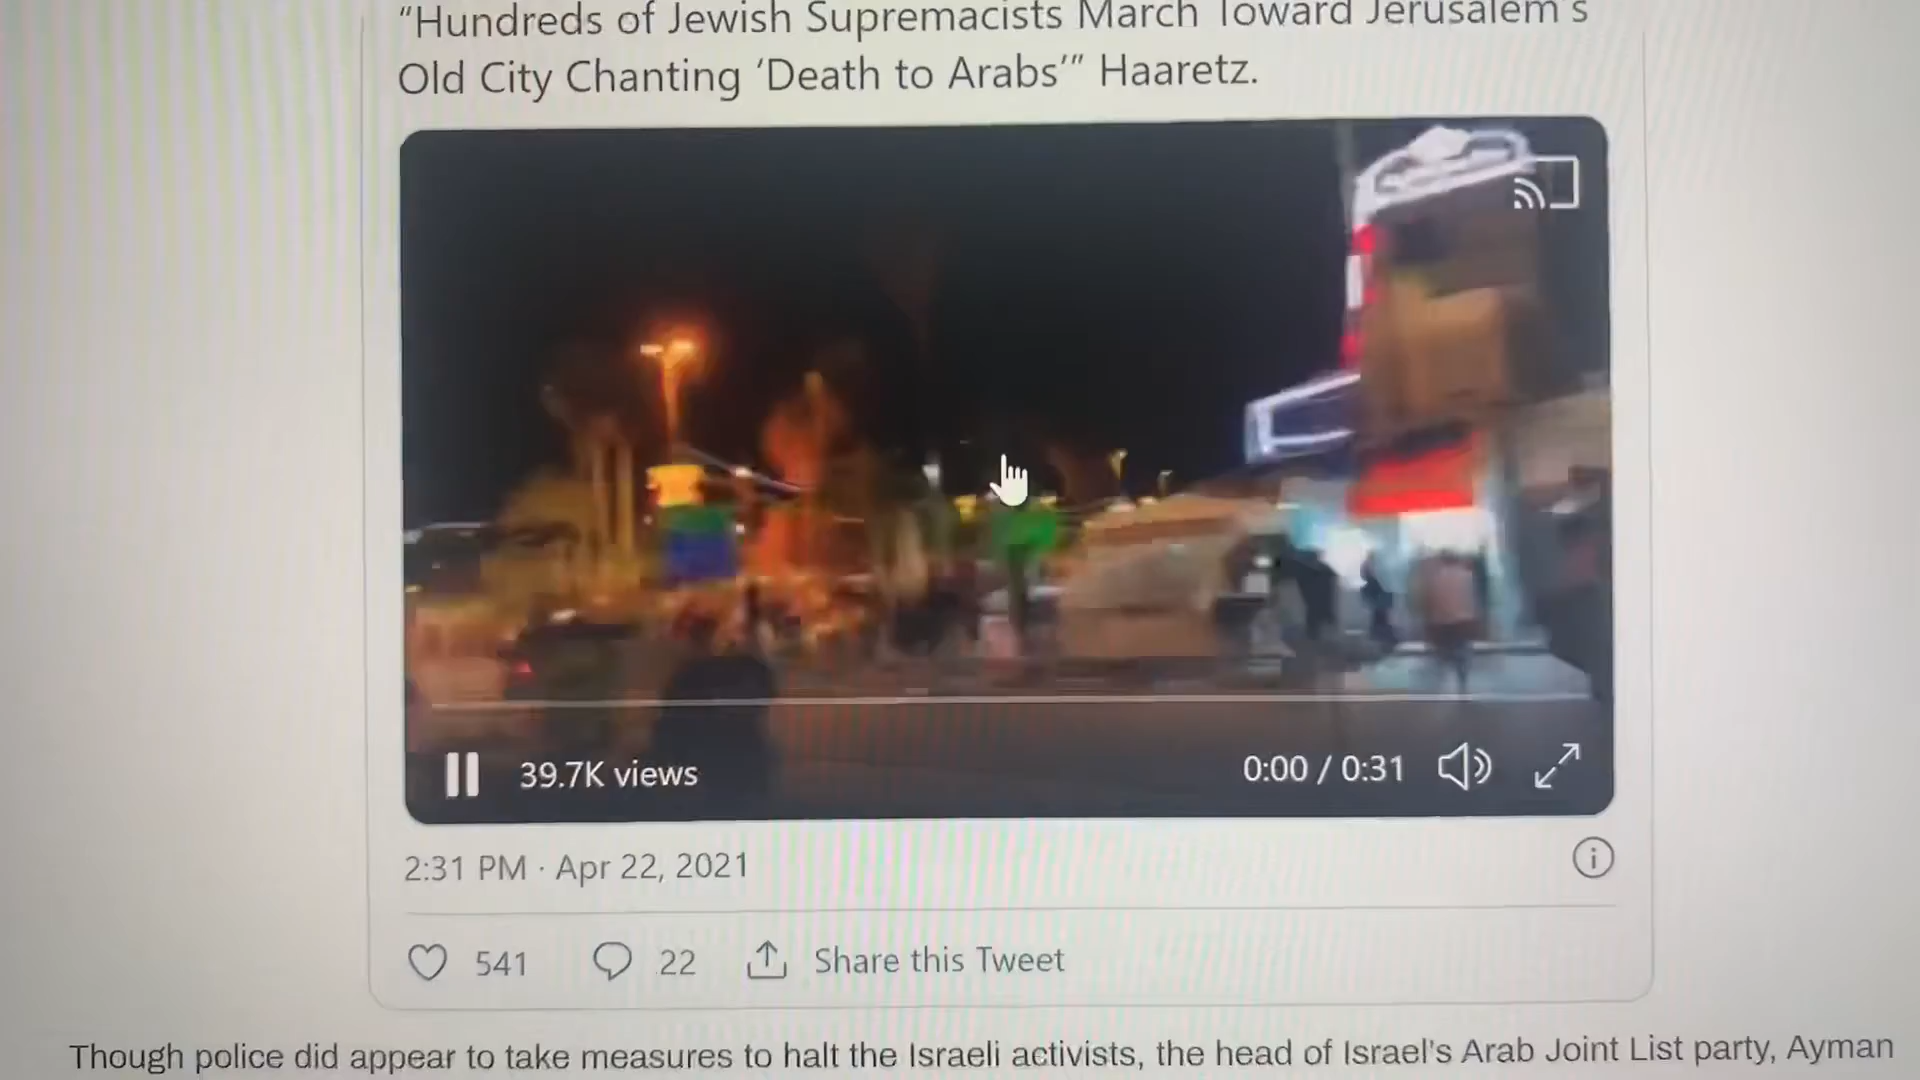 “Hundreds of Jewish Supremacists March Toward Jerusalem's
Old City Chanting ‘Death to Arabs’” Haaretz.
39.7K views
0:00 / 0:31
2:31 PM · Apr 22, 2021
541 22 Share this Tweet
Though police did appear to take measures to halt the Israeli activists, the head of Israel's Arab Joint List party, Ayman